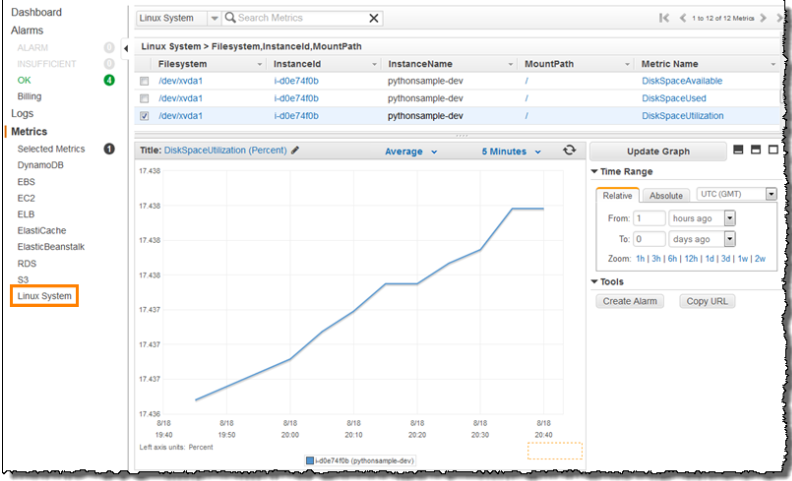 Dashboard
Alarms
ALARM 0
INSUFFICIENT 0
OK 4
Billing
Logs
Metrics
Selected Metrics 1
DynamoDB
EBS
EC2
ELB
ElastiCache
ElasticBeanstalk
RDS
S3
Linux System
Linux System Search Metrics X 1 to 12 of 12 Metrics
Linux System > Filesystem,InstanceId,MountPath
Filesystem InstanceId InstanceName MountPath Metric Name
/dev/xvda1 i-d0e74f0b pythonsample-dev / DiskSpaceAvailable
/dev/xvda1 i-d0e74f0b pythonsample-dev / DiskSpaceUsed
/dev/xvda1 i-d0e74f0b pythonsample-dev / DiskSpaceUtilization
Title: DiskSpaceUtilization (Percent) Average 5 Minutes
17.438
17.438
17.438
17.438
17.437
17.437
17.437
17.436
8/18 8/18 8/18 8/18 8/18 8/18 8/18
19:40 19:50 20:00 20:10 20:20 20:30 20:40
Left axis units: Percent
i-d0e74f0b (pythonsample-dev)
Update Graph
Time Range
Relative Absolute UTC (GMT)
From: 1 hours ago
To: 0 days ago
Zoom: 1h | 3h | 6h | 12h | 1d | 3d | 1w | 2w
Tools
Create Alarm Copy URL